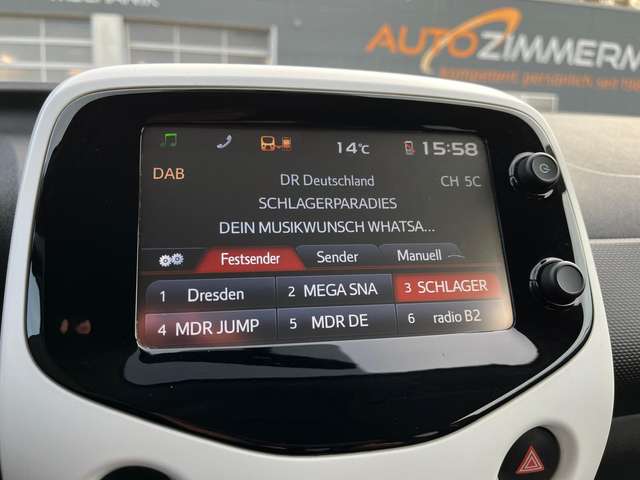 AUTOZIMMERM
Kompetent, persönlich seit
14°C
15:58
DAB
DR Deutschland
CH 5C
SCHLAGERPARADIES
DEIN MUSIKWUNSCH WHATSA...
Festsender
Sender
Manuell
1 Dresden
2 MEGA SNA
3 SCHLAGER
4 MDR JUMP
5 MDR DE
6 radio B2